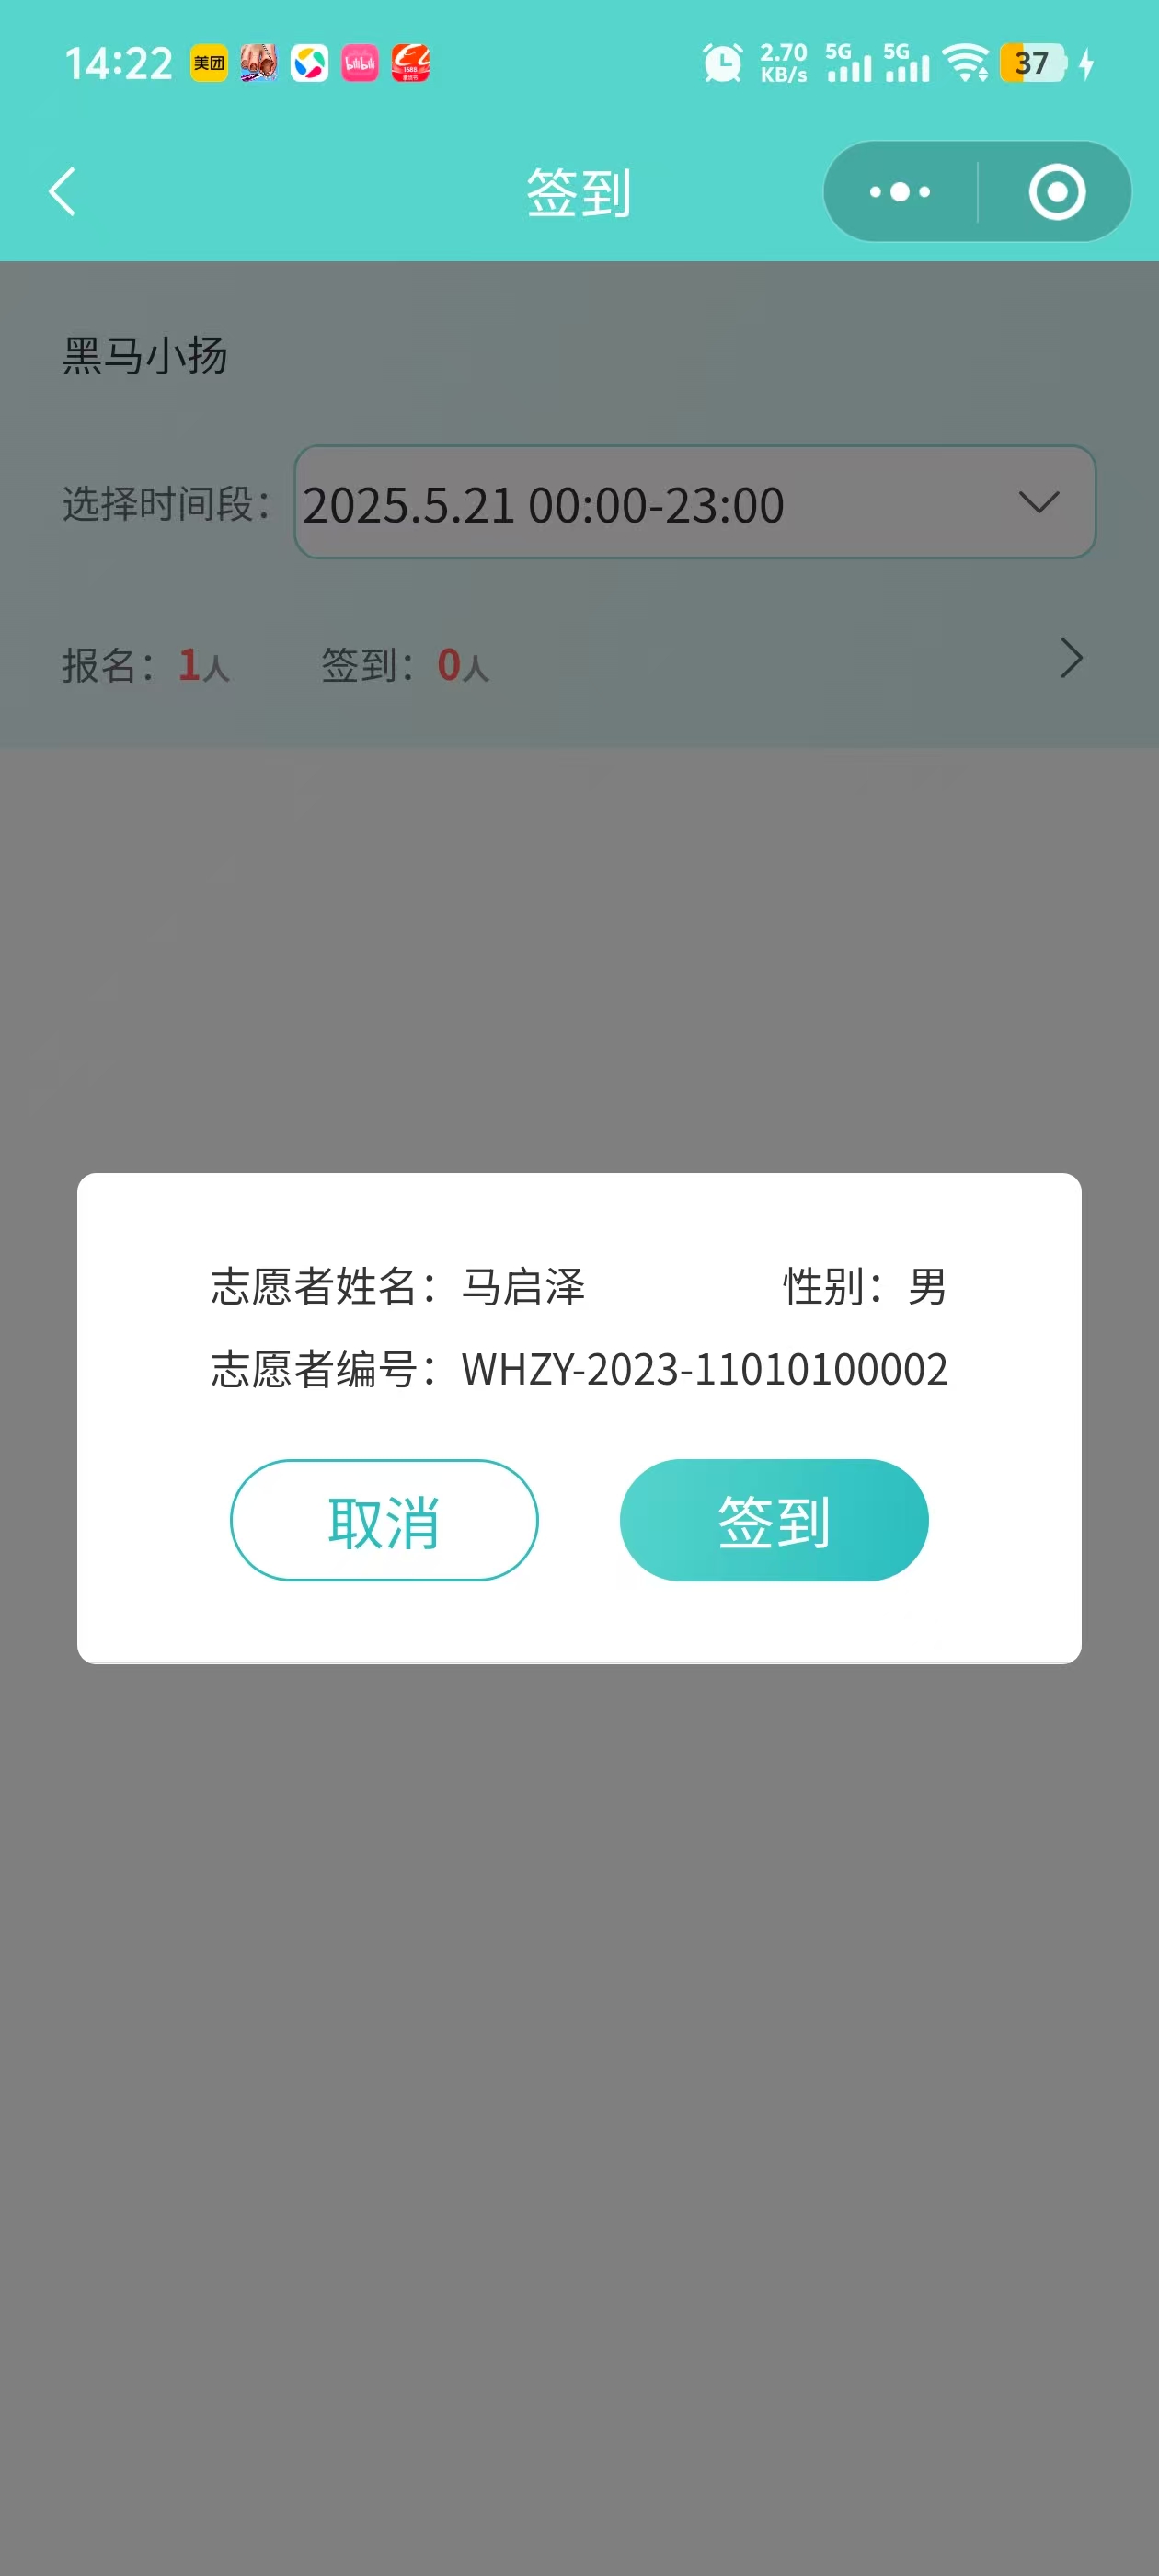 14:22 美团 bilibili 1688 2.70 KB/s 5G 5G 37
签到
黑马小扬
选择时间段： 2025.5.21 00:00-23:00
报名：1人 签到：0人
志愿者姓名：马启泽 性别：男
志愿者编号：WHZY-2023-11010100002
取消 签到